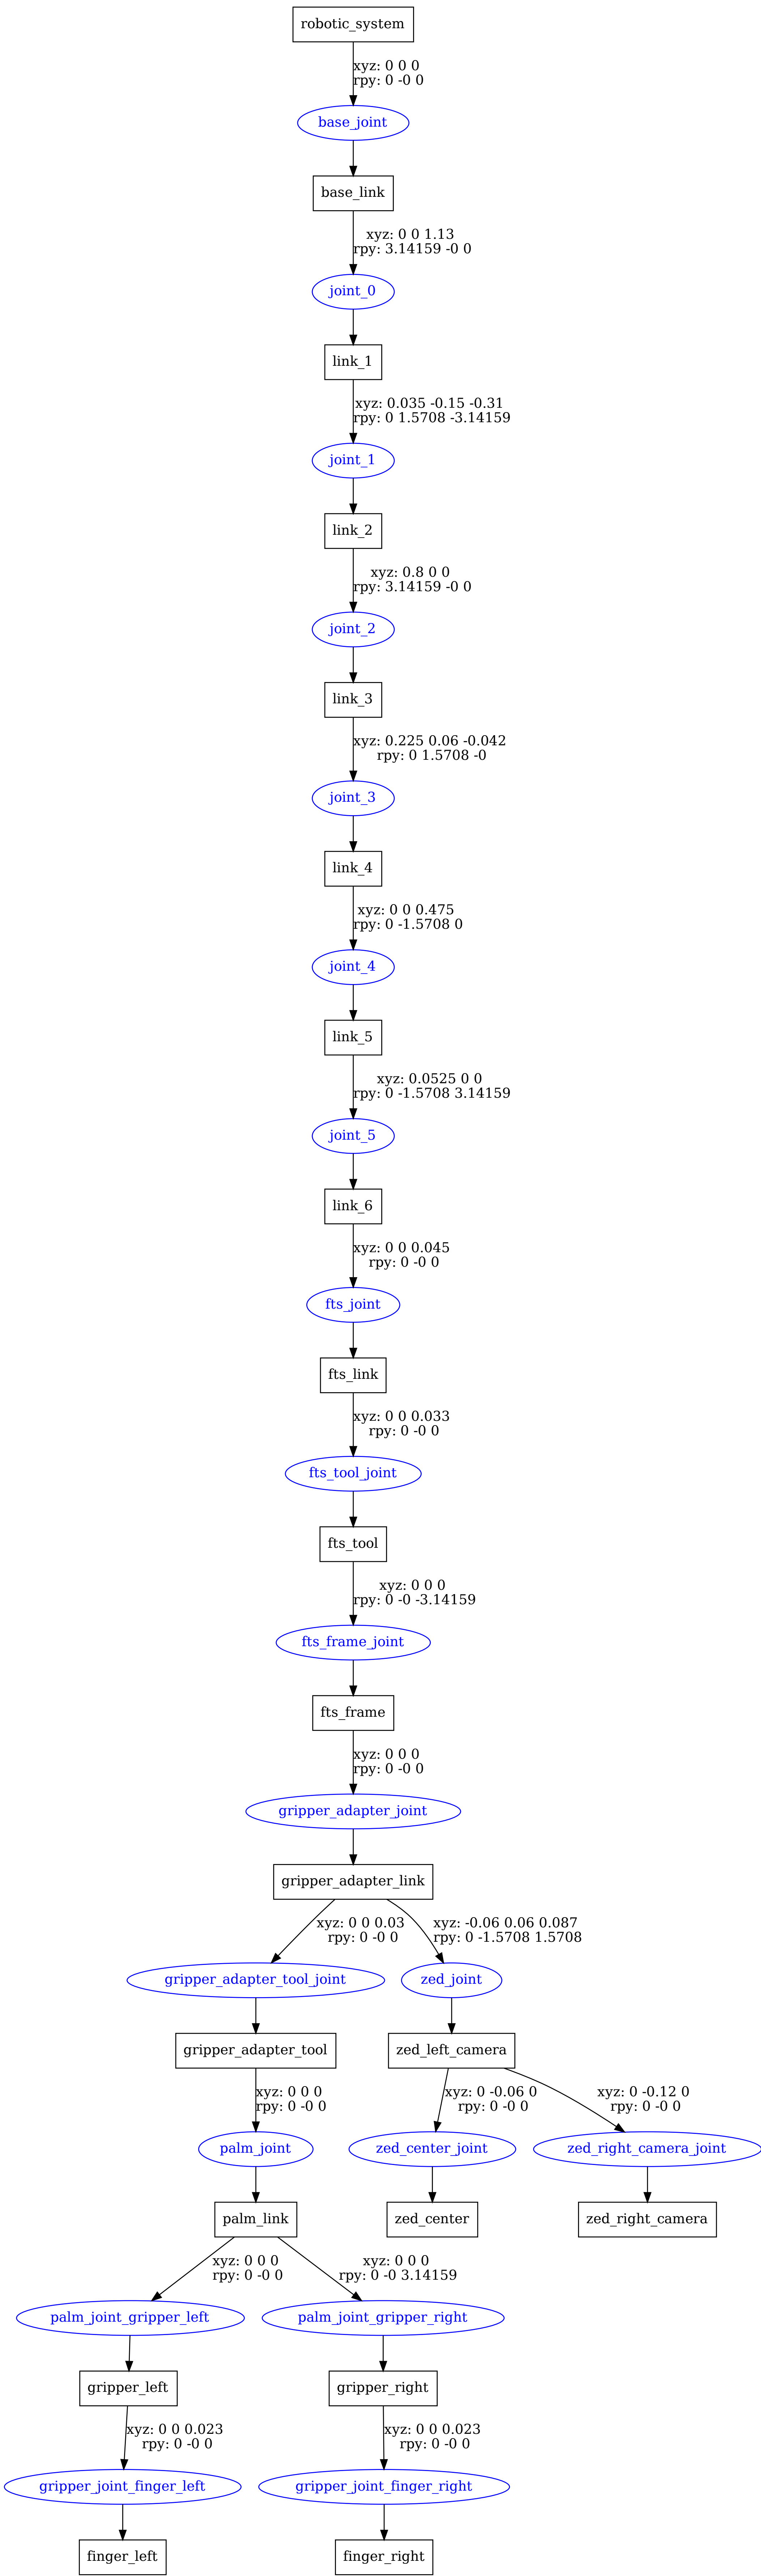 robotic_system
xyz: 0 0 0
rpy: 0 -0 0
base_joint
base_link
xyz: 0 0 1.13
rpy: 3.14159 -0 0
joint_0
link_1
xyz: 0.035 -0.15 -0.31
rpy: 0 1.5708 -3.14159
joint_1
link_2
xyz: 0.8 0 0
rpy: 3.14159 -0 0
joint_2
link_3
xyz: 0.225 0.06 -0.042
rpy: 0 1.5708 -0
joint_3
link_4
xyz: 0 0 0.475
rpy: 0 -1.5708 0
joint_4
link_5
xyz: 0.0525 0 0
rpy: 0 -1.5708 3.14159
joint_5
link_6
xyz: 0 0 0.045
rpy: 0 -0 0
fts_joint
fts_link
xyz: 0 0 0.033
rpy: 0 -0 0
fts_tool_joint
fts_tool
xyz: 0 0 0
rpy: 0 -0 -3.14159
fts_frame_joint
fts_frame
xyz: 0 0 0
rpy: 0 -0 0
gripper_adapter_joint
gripper_adapter_link
xyz: 0 0 0.03
rpy: 0 -0 0
xyz: -0.06 0.06 0.087
rpy: 0 -1.5708 1.5708
gripper_adapter_tool_joint
zed_joint
gripper_adapter_tool
zed_left_camera
xyz: 0 0 0
rpy: 0 -0 0
xyz: 0 -0.06 0
rpy: 0 -0 0
xyz: 0 -0.12 0
rpy: 0 -0 0
palm_joint
zed_center_joint
zed_right_camera_joint
palm_link
zed_center
zed_right_camera
xyz: 0 0 0
rpy: 0 -0 0
xyz: 0 0 0
rpy: 0 -0 3.14159
palm_joint_gripper_left
palm_joint_gripper_right
gripper_left
gripper_right
xyz: 0 0 0.023
rpy: 0 -0 0
xyz: 0 0 0.023
rpy: 0 -0 0
gripper_joint_finger_left
gripper_joint_finger_right
finger_left
finger_right